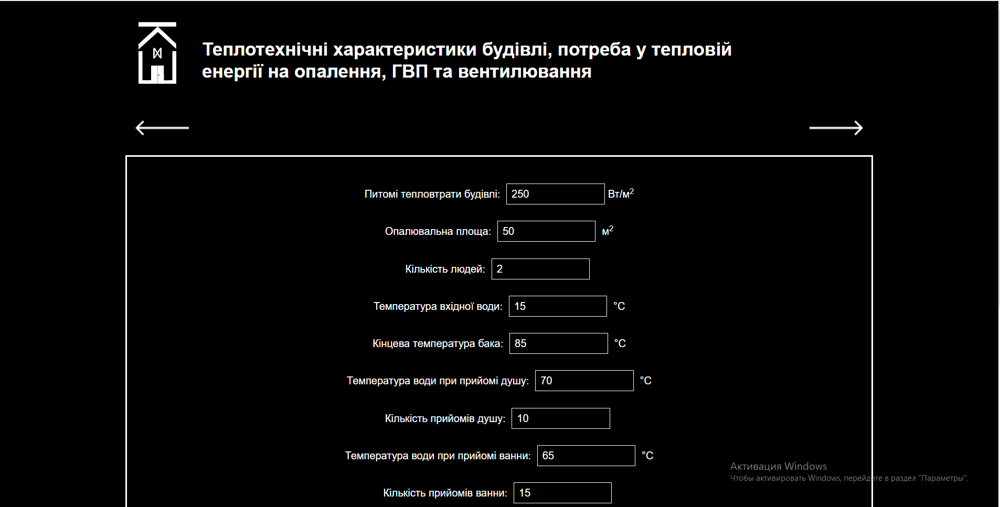 Теплотехнічні характеристики будівлі, потреба у тепловій
енергії на опалення, ГВП та вентилювання
Питомі тепловтрати будівлі: 250 Вт/м²
Опалювальна площа: 50 м²
Кількість людей: 2
Температура вхідної води: 15 °C
Кінцева температура бака: 85 °C
Температура води при прийомі душу: 70 °C
Кількість прийомів душу: 10
Температура води при прийомі ванни: 65 °C
Кількість прийомів ванни: 15
Активация Windows
Чтобы активировать Windows, перейдите в раздел "Параметры".